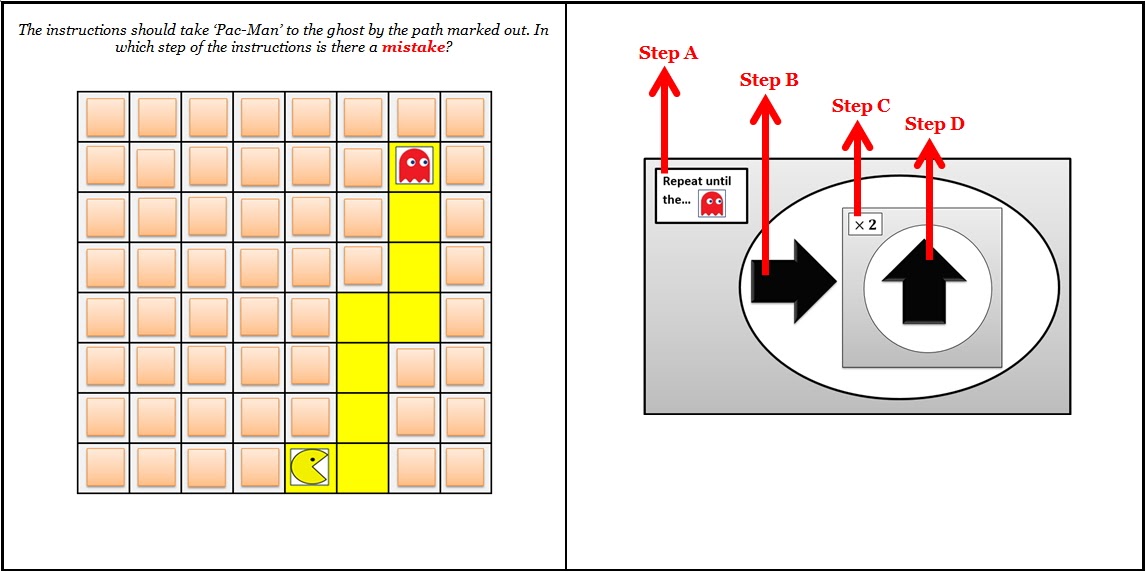 The instructions should take ‘Pac-Man’ to the ghost by the path marked out. In
which step of the instructions is there a mistake?
Step A
Step B
Step C
Step D
Repeat until
the...
× 2